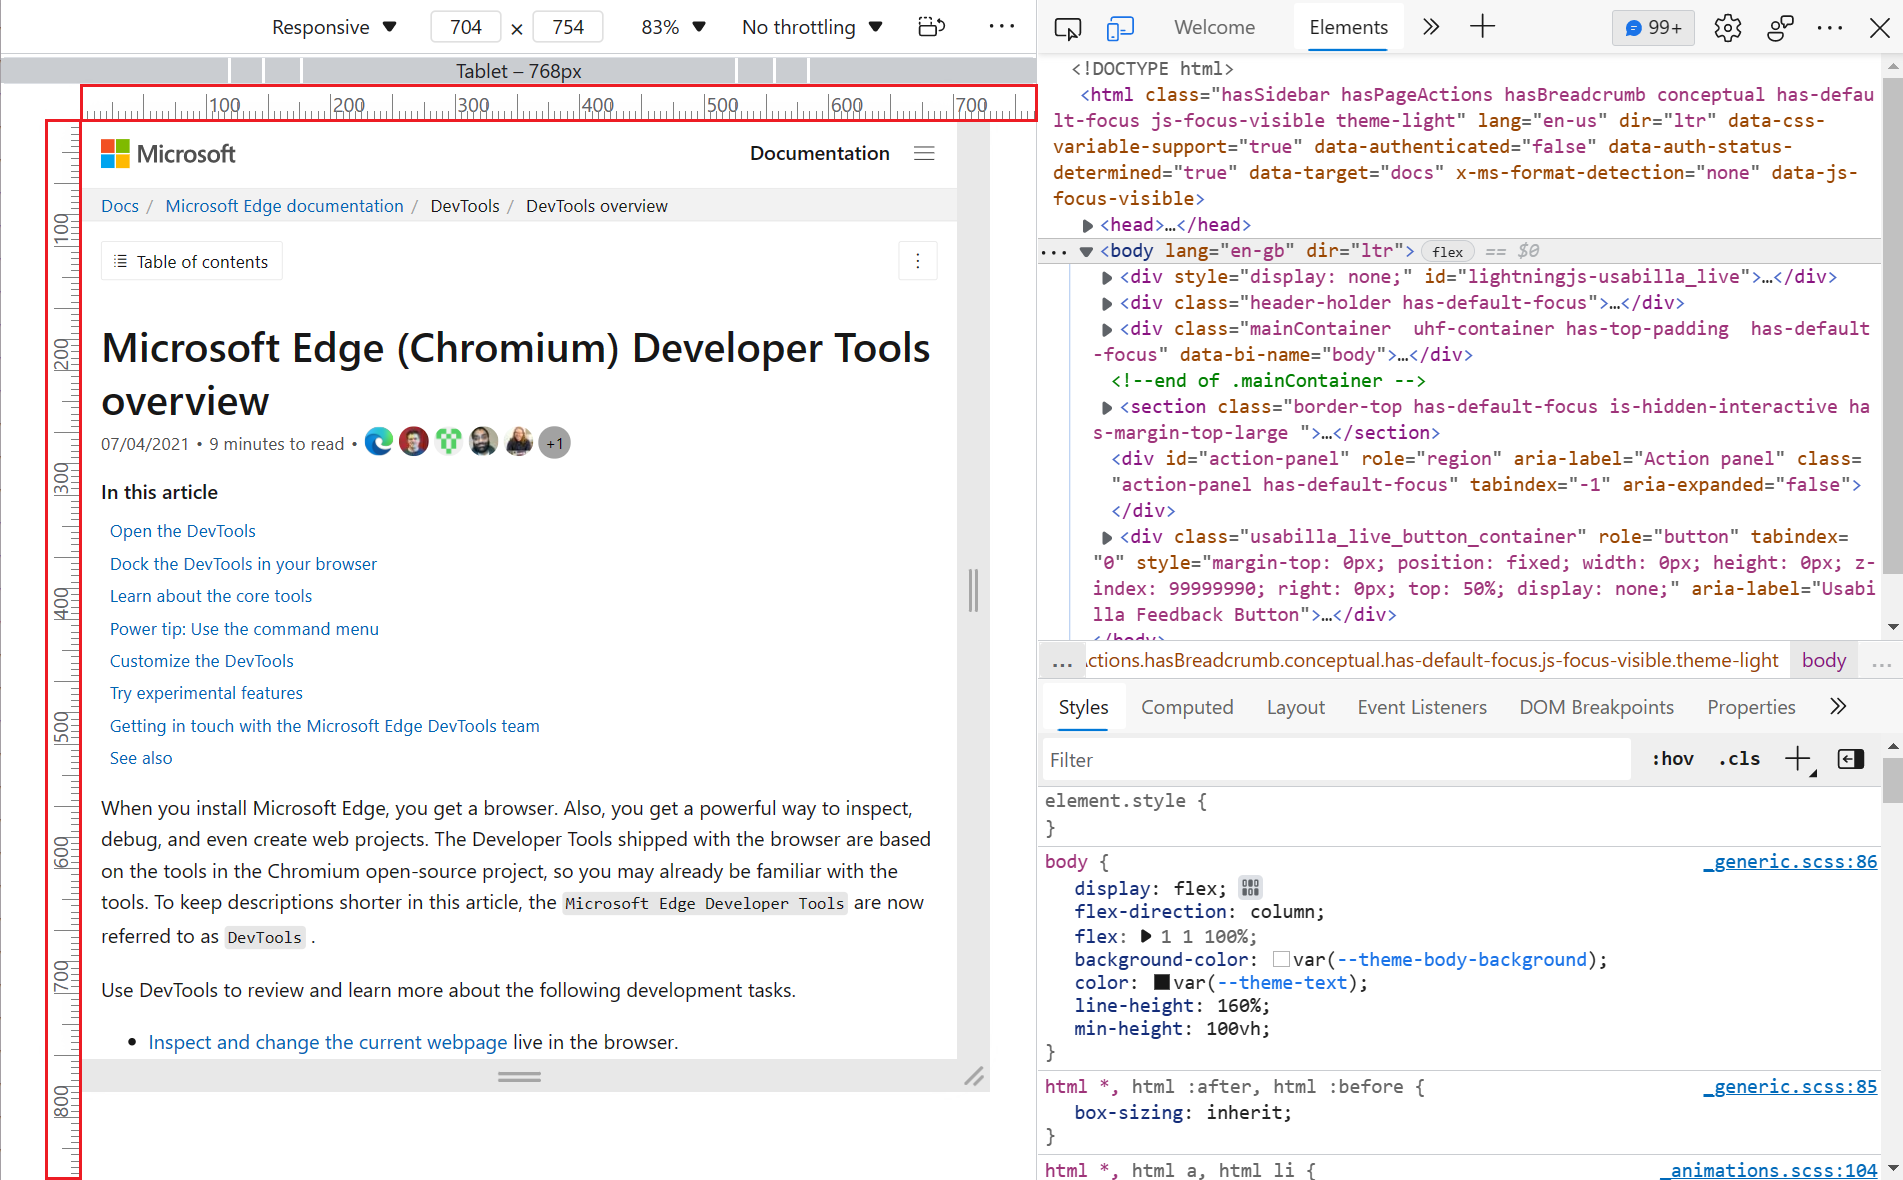 Responsive 704 × 754 83% No throttling
Tablet – 768px
100 200 300 400 500 600 700
100
200
300
400
500
600
700
800
Microsoft Documentation
Docs / Microsoft Edge documentation / DevTools / DevTools overview
Table of contents
Microsoft Edge (Chromium) Developer Tools
overview
07/04/2021 • 9 minutes to read • +1
In this article
Open the DevTools
Dock the DevTools in your browser
Learn about the core tools
Power tip: Use the command menu
Customize the DevTools
Try experimental features
Getting in touch with the Microsoft Edge DevTools team
See also
When you install Microsoft Edge, you get a browser. Also, you get a powerful way to inspect,
debug, and even create web projects. The Developer Tools shipped with the browser are based
on the tools in the Chromium open-source project, so you may already be familiar with the
tools. To keep descriptions shorter in this article, the Microsoft Edge Developer Tools are now
referred to as DevTools .
Use DevTools to review and learn more about the following development tasks.
• Inspect and change the current webpage live in the browser.
Welcome Elements 99+
<!DOCTYPE html>
<html class="hasSidebar hasPageActions hasBreadcrumb conceptual has-defau
lt-focus js-focus-visible theme-light" lang="en-us" dir="ltr" data-css-
variable-support="true" data-authenticated="false" data-auth-status-
determined="true" data-target="docs" x-ms-format-detection="none" data-js-
focus-visible>
<head>…</head>
<body lang="en-gb" dir="ltr"> flex == $0
<div style="display: none;" id="lightningjs-usabilla_live">…</div>
<div class="header-holder has-default-focus">…</div>
<div class="mainContainer  uhf-container has-top-padding  has-default
-focus" data-bi-name="body">…</div>
<!--end of .mainContainer -->
<section class="border-top has-default-focus is-hidden-interactive ha
s-margin-top-large ">…</section>
<div id="action-panel" role="region" aria-label="Action panel" class=
"action-panel has-default-focus" tabindex="-1" aria-expanded="false">
</div>
<div class="usabilla_live_button_container" role="button" tabindex=
"0" style="margin-top: 0px; position: fixed; width: 0px; height: 0px; z-
index: 99999990; right: 0px; top: 50%; display: none;" aria-label="Usabi
lla Feedback Button">…</div>
</body>
... ctions.hasBreadcrumb.conceptual.has-default-focus.js-focus-visible.theme-light body ...
Styles Computed Layout Event Listeners DOM Breakpoints Properties
Filter :hov .cls
element.style {
}
body { _generic.scss:86
display: flex;
flex-direction: column;
flex: 1 1 100%;
background-color: var(--theme-body-background);
color: var(--theme-text);
line-height: 160%;
min-height: 100vh;
}
html *, html :after, html :before { _generic.scss:85
box-sizing: inherit;
}
html *, html a, html li { _animations.scss:104